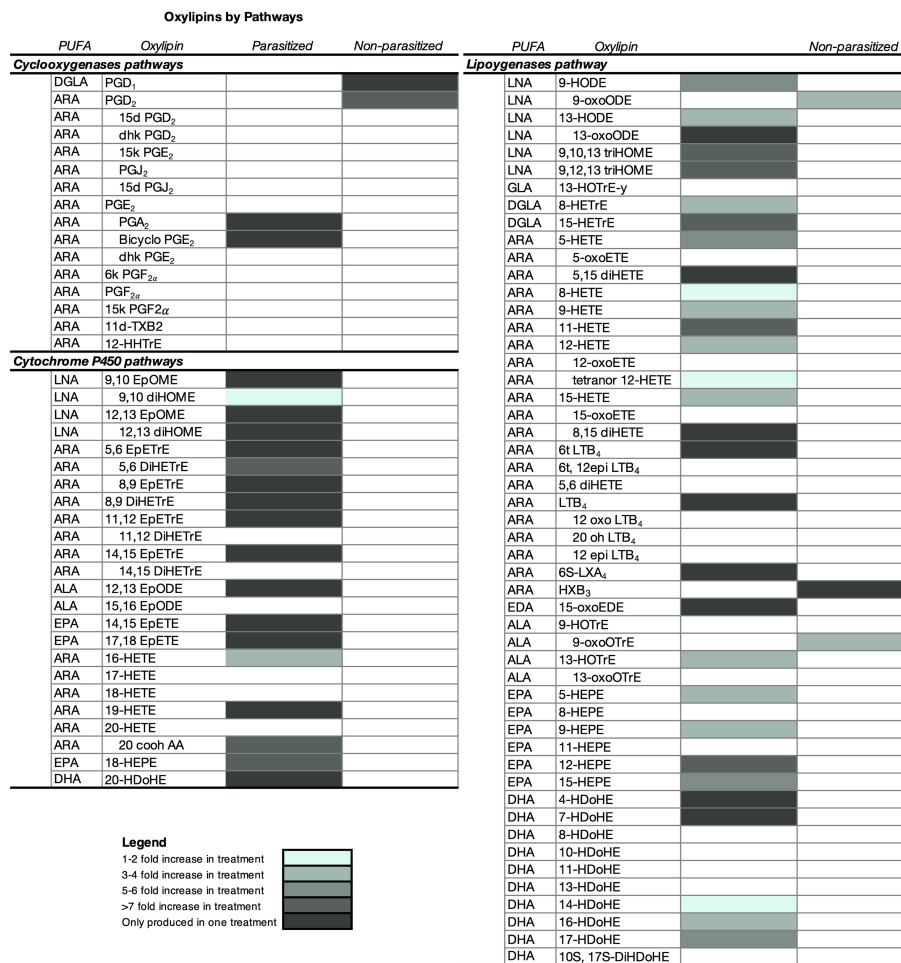 Oxylipins by Pathways
PUFA Oxylipin Parasitized Non-parasitized
Cyclooxygenases pathways
DGLA PGD₁
ARA PGD₂
ARA 15d PGD₂
ARA dhk PGD₂
ARA 15k PGE₂
ARA PGJ₂
ARA 15d PGJ₂
ARA PGE₂
ARA PGA₂
ARA Bicyclo PGE₂
ARA dhk PGE₂
ARA 6k PGF₂α
ARA PGF₂α
ARA 15k PGF2α
ARA 11d-TXB2
ARA 12-HHTrE
Cytochrome P450 pathways
LNA 9,10 EpOME
LNA 9,10 diHOME
LNA 12,13 EpOME
LNA 12,13 diHOME
ARA 5,6 EpETrE
ARA 5,6 DiHETrE
ARA 8,9 EpETrE
ARA 8,9 DiHETrE
ARA 11,12 EpETrE
ARA 11,12 DiHETrE
ARA 14,15 EpETrE
ARA 14,15 DiHETrE
ALA 12,13 EpODE
ALA 15,16 EpODE
EPA 14,15 EpETE
EPA 17,18 EpETE
ARA 16-HETE
ARA 17-HETE
ARA 18-HETE
ARA 19-HETE
ARA 20-HETE
ARA 20 cooh AA
EPA 18-HEPE
DHA 20-HDoHE
Legend
1-2 fold increase in treatment
3-4 fold increase in treatment
5-6 fold increase in treatment
>7 fold increase in treatment
Only produced in one treatment
PUFA Oxylipin Non-parasitized
Lipoygenases pathway
LNA 9-HODE
LNA 9-oxoODE
LNA 13-HODE
LNA 13-oxoODE
LNA 9,10,13 triHOME
LNA 9,12,13 triHOME
GLA 13-HOTrE-y
DGLA 8-HETrE
DGLA 15-HETrE
ARA 5-HETE
ARA 5-oxoETE
ARA 5,15 diHETE
ARA 8-HETE
ARA 9-HETE
ARA 11-HETE
ARA 12-HETE
ARA 12-oxoETE
ARA tetranor 12-HETE
ARA 15-HETE
ARA 15-oxoETE
ARA 8,15 diHETE
ARA 6t LTB₄
ARA 6t, 12epi LTB₄
ARA 5,6 diHETE
ARA LTB₄
ARA 12 oxo LTB₄
ARA 20 oh LTB₄
ARA 12 epi LTB₄
ARA 6S-LXA₄
ARA HXB₃
EDA 15-oxoEDE
ALA 9-HOTrE
ALA 9-oxoOTrE
ALA 13-HOTrE
ALA 13-oxoOTrE
EPA 5-HEPE
EPA 8-HEPE
EPA 9-HEPE
EPA 11-HEPE
EPA 12-HEPE
EPA 15-HEPE
DHA 4-HDoHE
DHA 7-HDoHE
DHA 8-HDoHE
DHA 10-HDoHE
DHA 11-HDoHE
DHA 13-HDoHE
DHA 14-HDoHE
DHA 16-HDoHE
DHA 17-HDoHE
DHA 10S, 17S-DiHDoHE